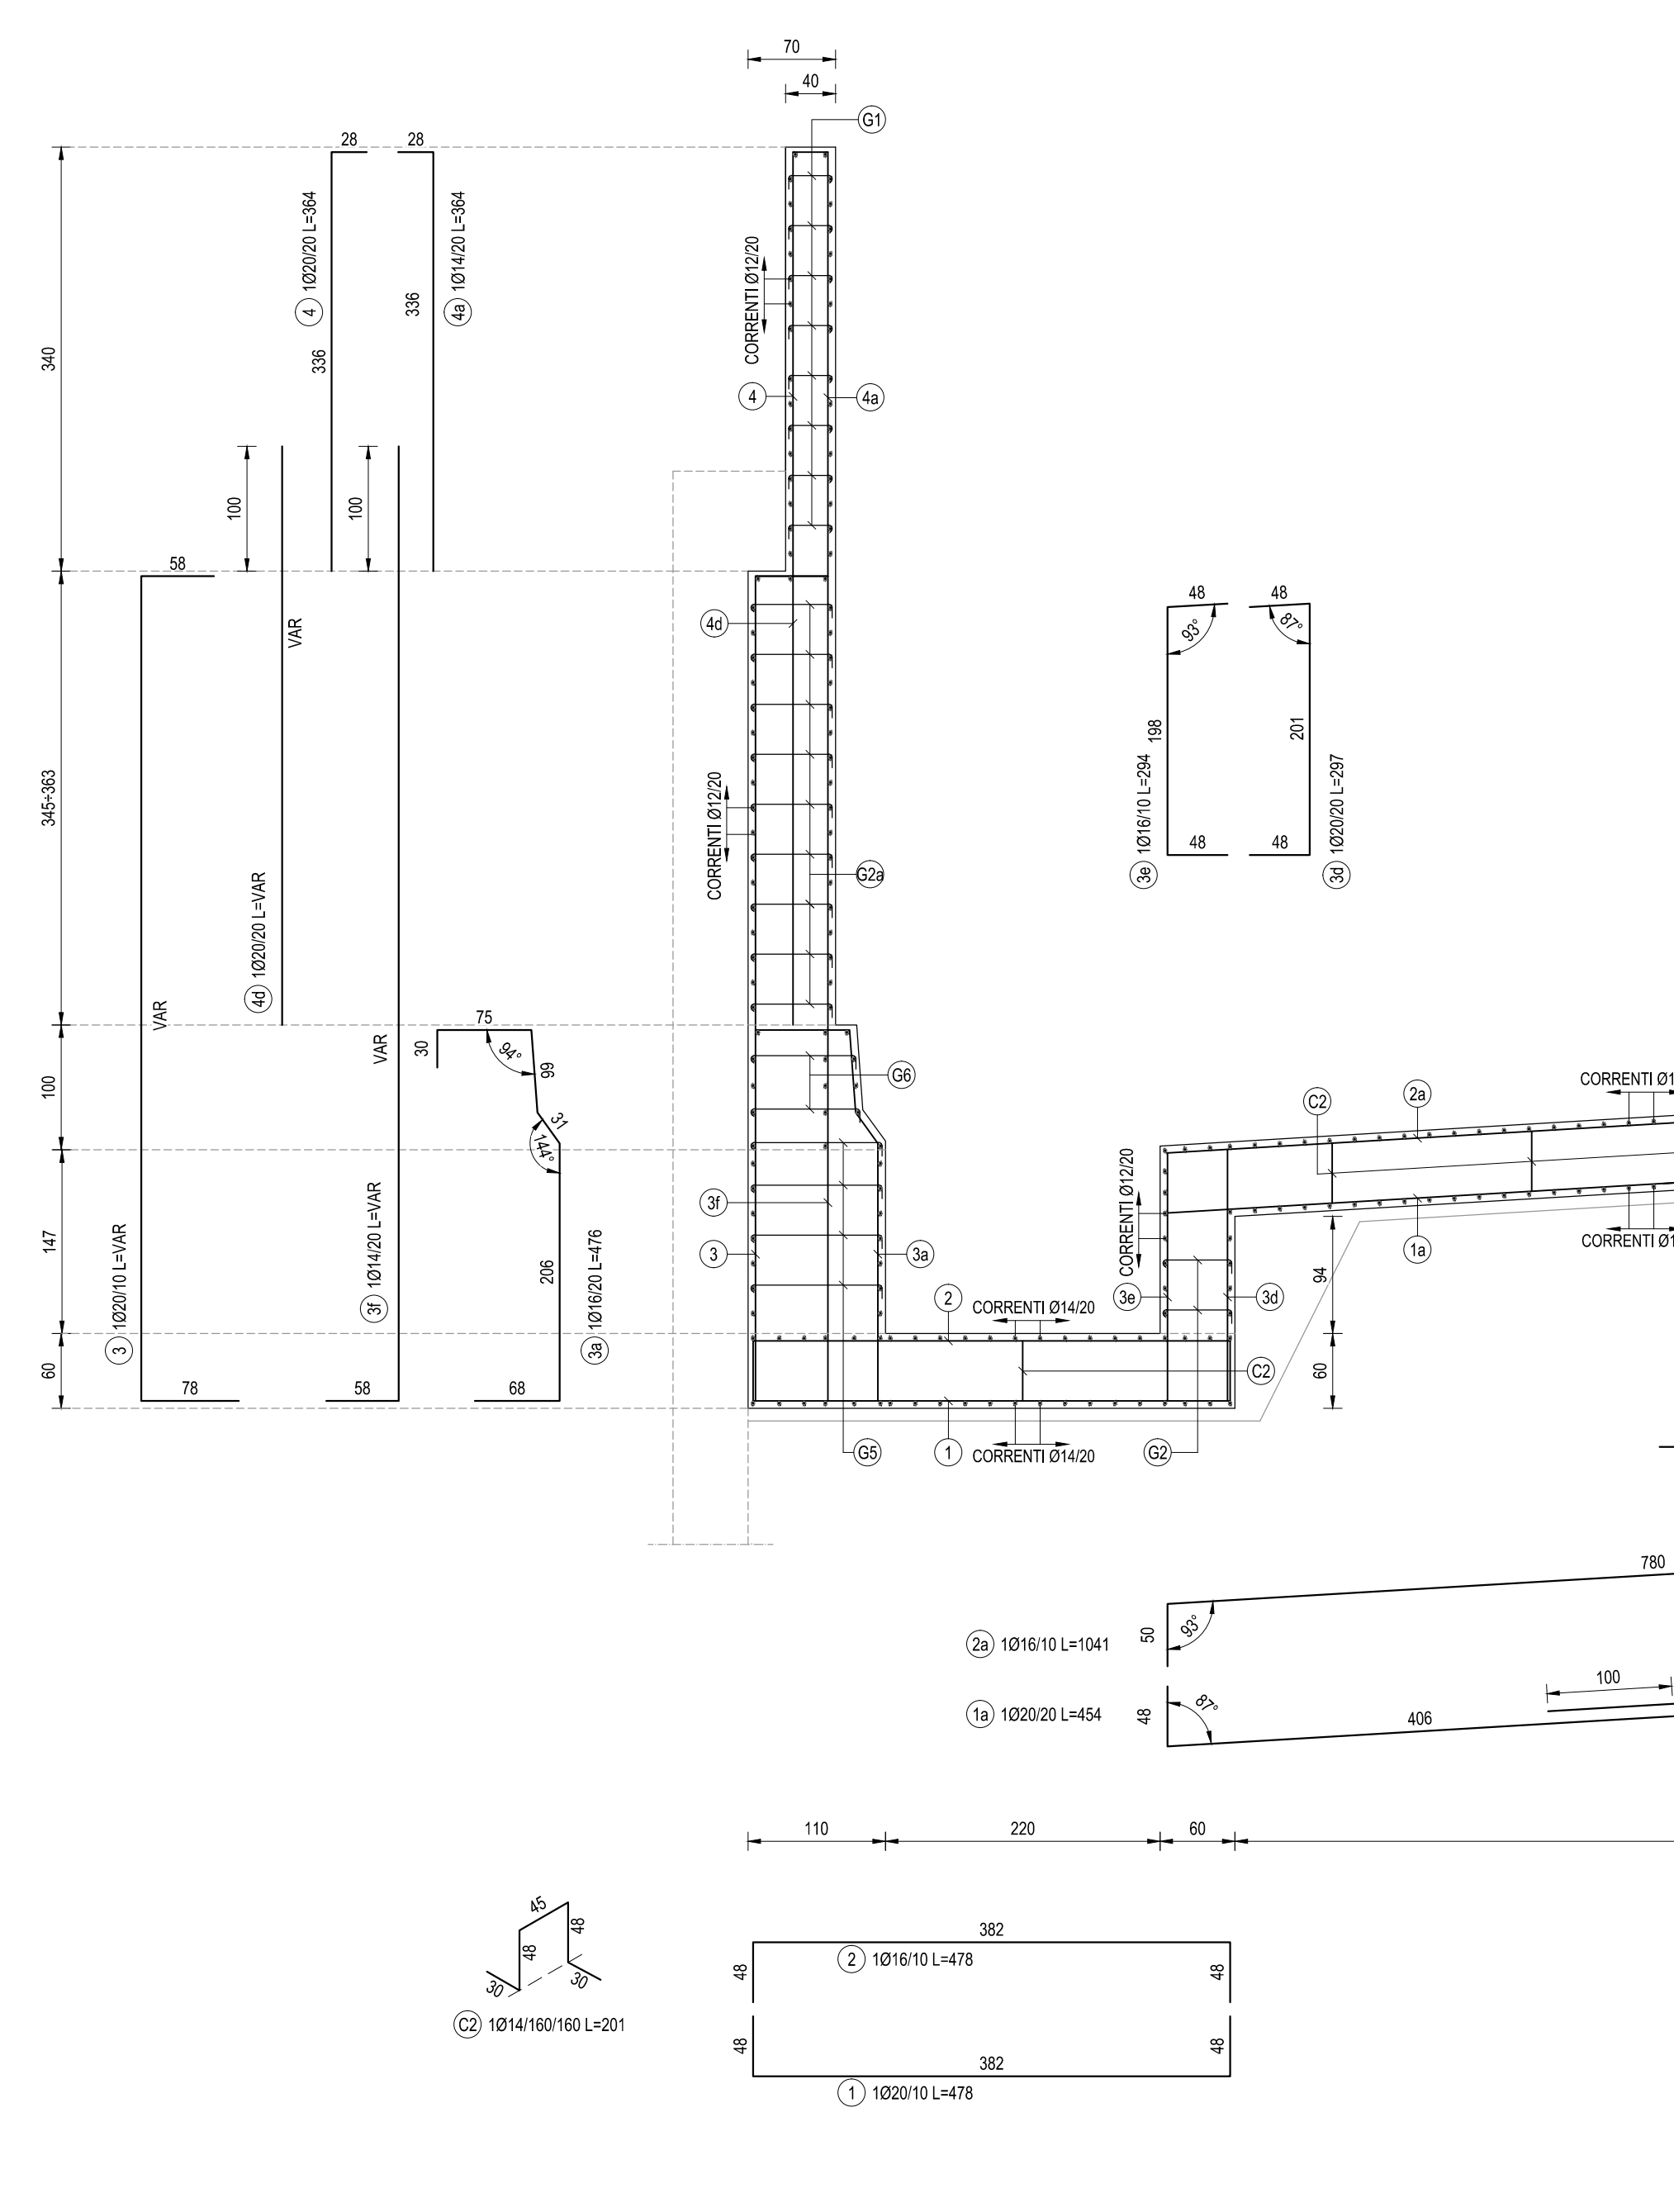 70
40
G1
28
28
4 1Ø20/20 L=364
336
4a 1Ø14/20 L=364
336
340
CORRENTI Ø12/20
4
4a
100
100
58
VAR
4d
48
48
93°
87°
198
201
3e 1Ø16/10 L=294
3d 1Ø20/20 L=297
48
48
345÷363
CORRENTI Ø12/20
G2a
4d 1Ø20/20 L=VAR
VAR
VAR
75
30
94°
99
31
144°
206
100
G6
CORRENTI Ø1
C2
2a
147
3f
3
3a
CORRENTI Ø12/20
1a
CORRENTI Ø1
94
3 1Ø20/10 L=VAR
3f 1Ø14/20 L=VAR
3a 1Ø16/20 L=476
2
CORRENTI Ø14/20
3e
3d
60
78
58
68
C2
60
G5
1
CORRENTI Ø14/20
G2
780
2a 1Ø16/10 L=1041
50
93°
1a 1Ø20/20 L=454
48
87°
406
100
110
220
60
45
48
48
30
30
C2 1Ø14/160/160 L=201
382
2 1Ø16/10 L=478
48
48
48
48
382
1 1Ø20/10 L=478